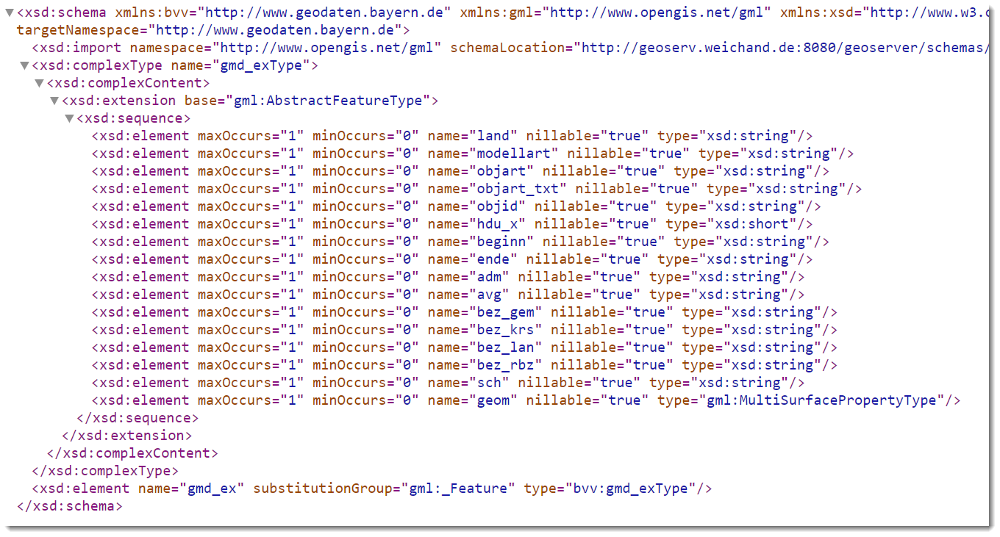 ▼<xsd:schema xmlns:bvv="http://www.geodaten.bayern.de" xmlns:gml="http://www.opengis.net/gml" xmlns:xsd="http://www.w3.
targetNamespace="http://www.geodaten.bayern.de">
<xsd:import namespace="http://www.opengis.net/gml" schemaLocation="http://geoserv.weichand.de:8080/geoserver/schemas/
▼<xsd:complexType name="gmd_exType">
▼<xsd:complexContent>
▼<xsd:extension base="gml:AbstractFeatureType">
▼<xsd:sequence>
<xsd:element maxOccurs="1" minOccurs="0" name="land" nillable="true" type="xsd:string"/>
<xsd:element maxOccurs="1" minOccurs="0" name="modellart" nillable="true" type="xsd:string"/>
<xsd:element maxOccurs="1" minOccurs="0" name="objart" nillable="true" type="xsd:string"/>
<xsd:element maxOccurs="1" minOccurs="0" name="objart_txt" nillable="true" type="xsd:string"/>
<xsd:element maxOccurs="1" minOccurs="0" name="objid" nillable="true" type="xsd:string"/>
<xsd:element maxOccurs="1" minOccurs="0" name="hdu_x" nillable="true" type="xsd:short"/>
<xsd:element maxOccurs="1" minOccurs="0" name="beginn" nillable="true" type="xsd:string"/>
<xsd:element maxOccurs="1" minOccurs="0" name="ende" nillable="true" type="xsd:string"/>
<xsd:element maxOccurs="1" minOccurs="0" name="adm" nillable="true" type="xsd:string"/>
<xsd:element maxOccurs="1" minOccurs="0" name="avg" nillable="true" type="xsd:string"/>
<xsd:element maxOccurs="1" minOccurs="0" name="bez_gem" nillable="true" type="xsd:string"/>
<xsd:element maxOccurs="1" minOccurs="0" name="bez_krs" nillable="true" type="xsd:string"/>
<xsd:element maxOccurs="1" minOccurs="0" name="bez_lan" nillable="true" type="xsd:string"/>
<xsd:element maxOccurs="1" minOccurs="0" name="bez_rbz" nillable="true" type="xsd:string"/>
<xsd:element maxOccurs="1" minOccurs="0" name="sch" nillable="true" type="xsd:string"/>
<xsd:element maxOccurs="1" minOccurs="0" name="geom" nillable="true" type="gml:MultiSurfacePropertyType"/>
</xsd:sequence>
</xsd:extension>
</xsd:complexContent>
</xsd:complexType>
<xsd:element name="gmd_ex" substitutionGroup="gml:_Feature" type="bvv:gmd_exType"/>
</xsd:schema>